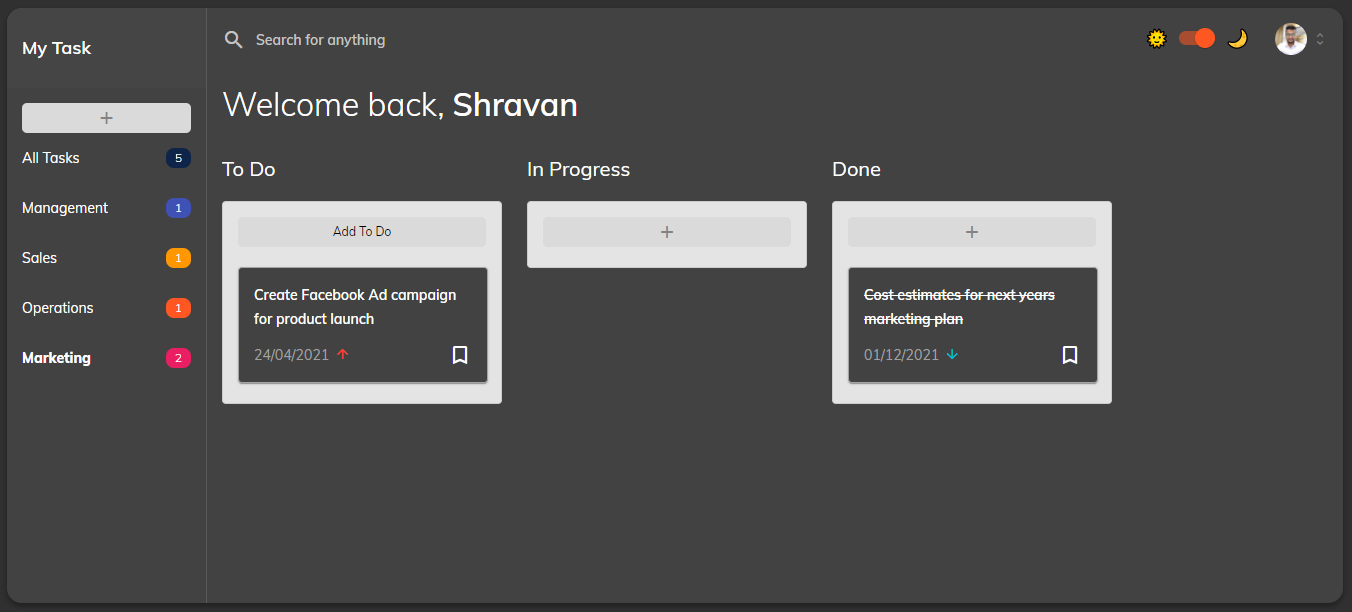 My Task
Search for anything
Welcome back, Shravan
+
All Tasks 5
Management 1
Sales 1
Operations 1
Marketing 2
To Do
Add To Do
Create Facebook Ad campaign
for product launch
24/04/2021
In Progress
+
Done
+
Cost estimates for next years
marketing plan
01/12/2021